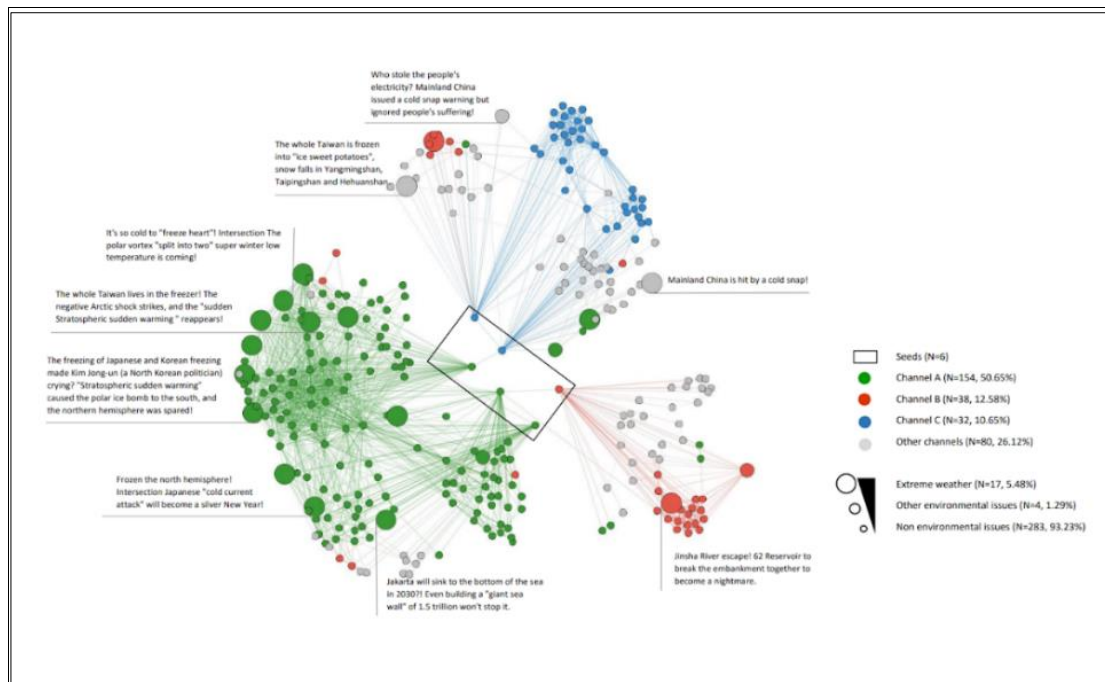 Who stole the people's
electricity? Mainland China
issued a cold snap warning but
ignored people's suffering!
The whole Taiwan is frozen
into "ice sweet potatoes",
snow falls in Yangmingshan,
Taipingshan and Hehuanshan
It's so cold to "freeze heart"! Intersection The
polar vortex "split into two" super winter low
temperature is coming!
Mainland China is hit by a cold snap!
The whole Taiwan lives in the freezer! The
negative Arctic shock strikes, and the "sudden
Stratospheric sudden warming " reappears!
The freezing of Japanese and Korean freezing
made Kim Jong-un (a North Korean politician)
crying? "Stratospheric sudden warming"
caused the polar ice bomb to the south, and
the northern hemisphere was spared!
Frozen the north hemisphere!
Intersection Japanese "cold current
attack" will become a silver New Year!
Jakarta will sink to the bottom of the sea
in 2030?! Even building a "giant sea
wall" of 1.5 trillion won't stop it.
Jinsha River escape! 62 Reservoir to
break the embankment together to
become a nightmare.
Seeds (N=6)
Channel A (N=154, 50.65%)
Channel B (N=38, 12.58%)
Channel C (N=32, 10.65%)
Other channels (N=80, 26.12%)
Extreme weather (N=17, 5.48%)
Other environmental issues (N=4, 1.29%)
Non environmental issues (N=283, 93.23%)